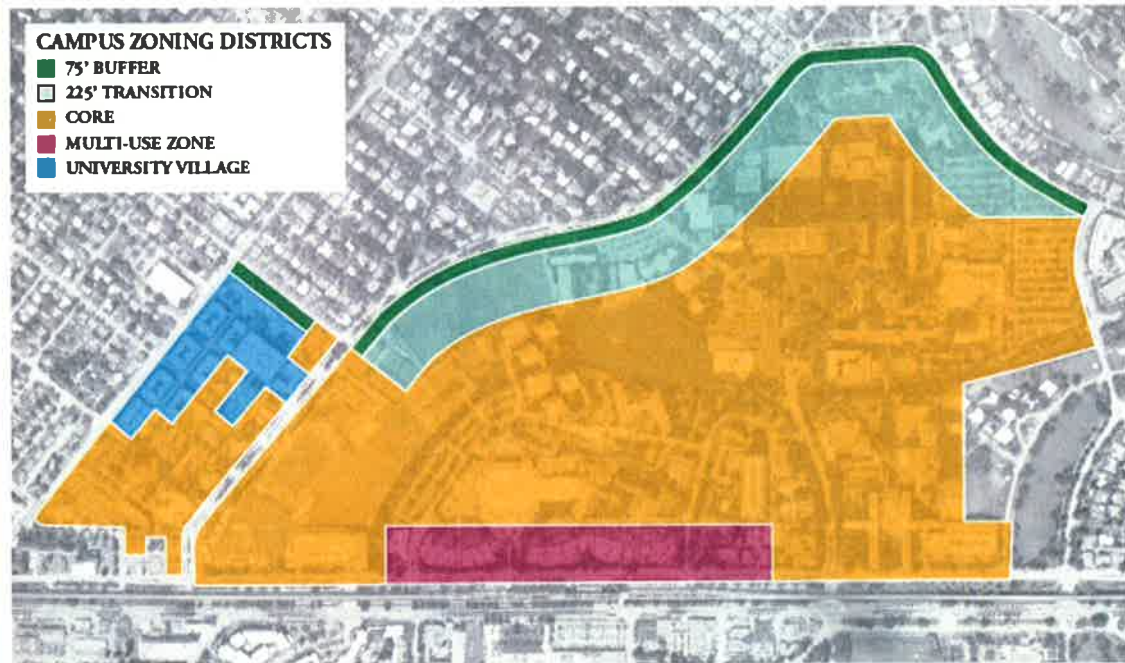 CAMPUS ZONING DISTRICTS
75' BUFFER
225' TRANSITION
CORE
MULTI-USE ZONE
UNIVERSITY VILLAGE